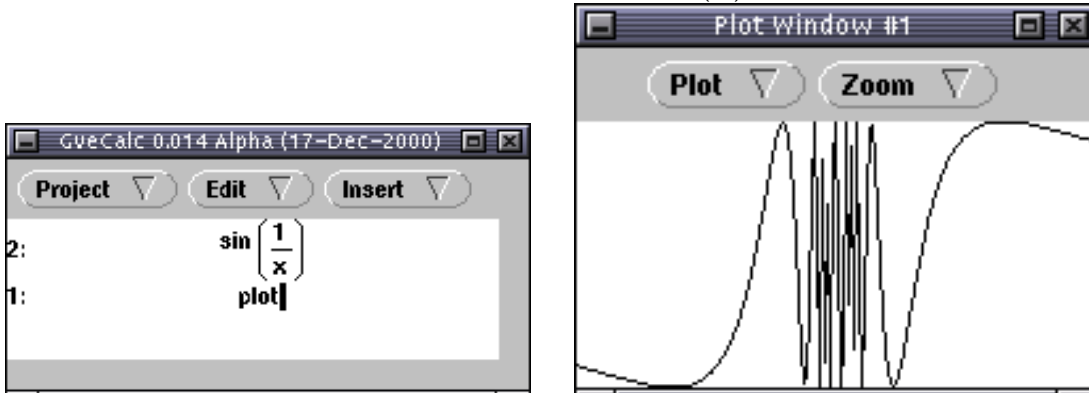 Plot Window #1
Plot Zoom
GveCalc 0.014 Alpha (17-Dec-2000)
Project Edit Insert
2: sin(1/x)
1: plot